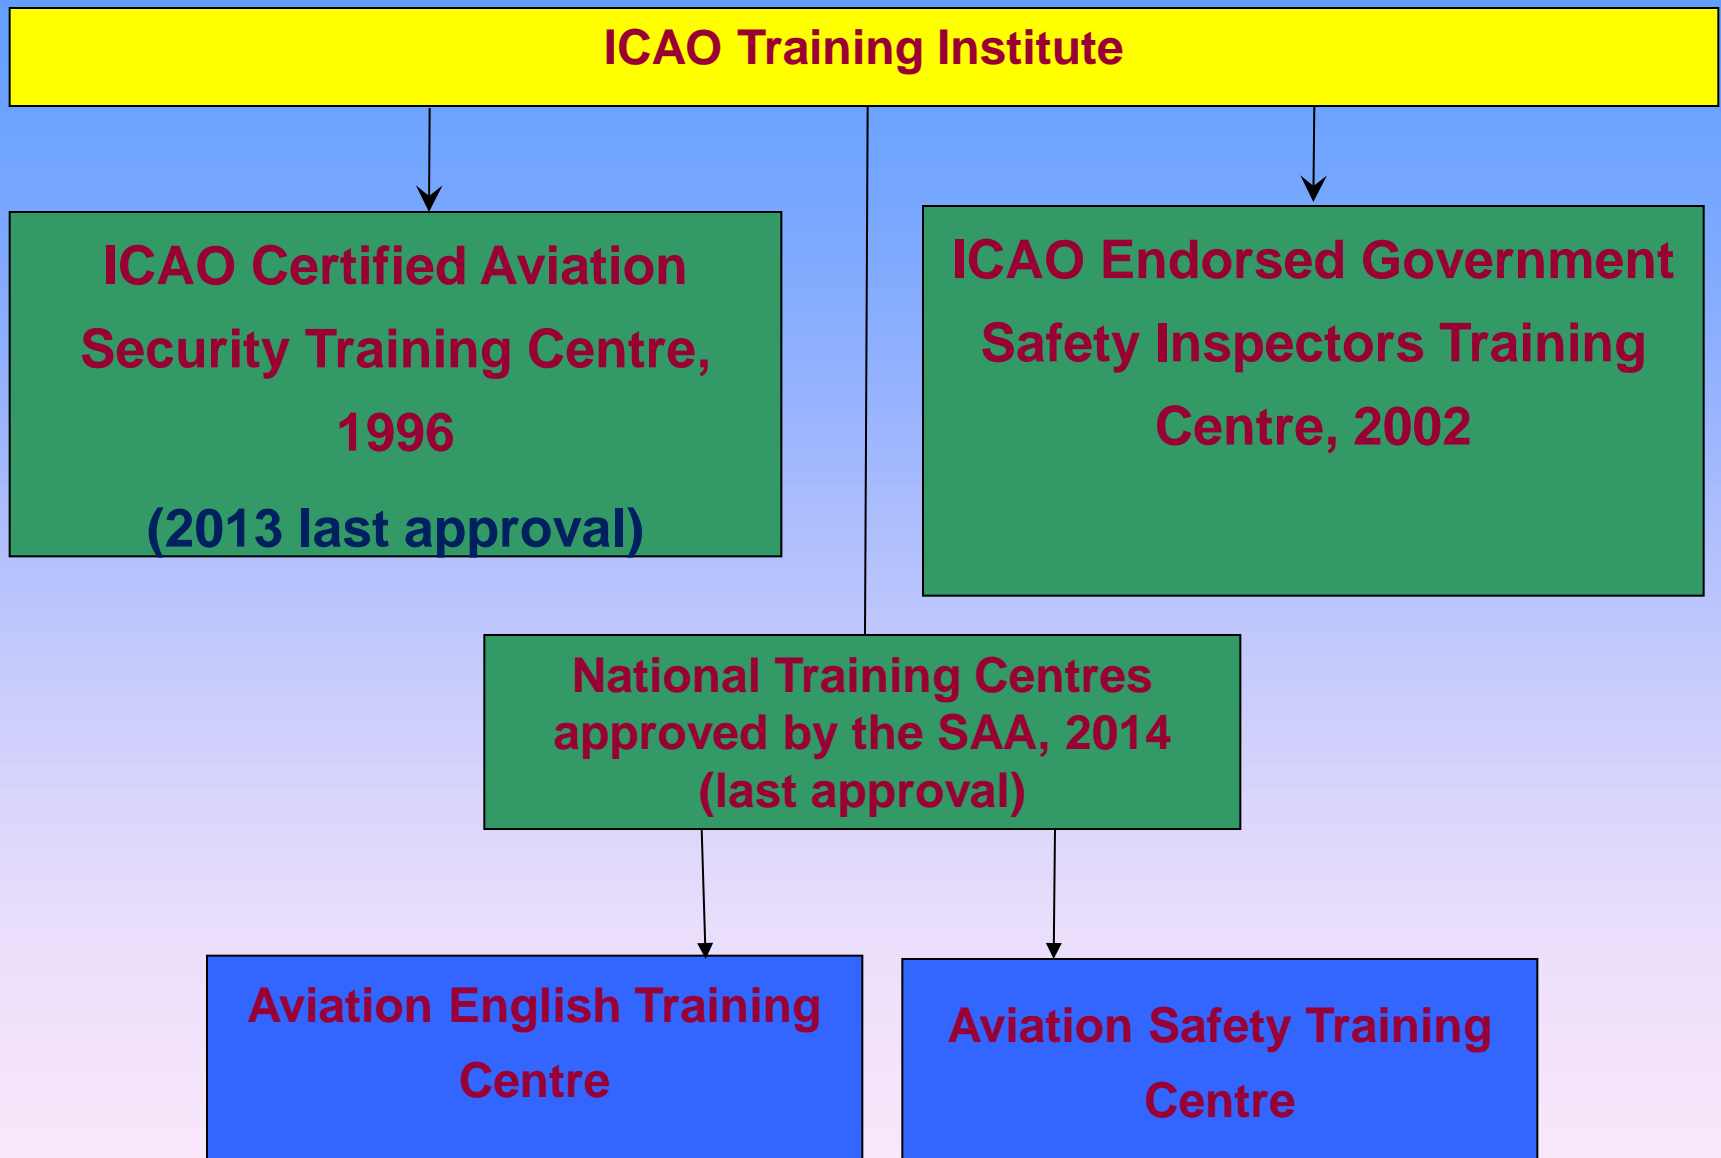 ICAO Training Institute
ICAO Certified Aviation
Security Training Centre,
1996
(2013 last approval)
ICAO Endorsed Government
Safety Inspectors Training
Centre, 2002
National Training Centres
approved by the SAA, 2014
(last approval)
Aviation English Training
Centre
Aviation Safety Training
Centre